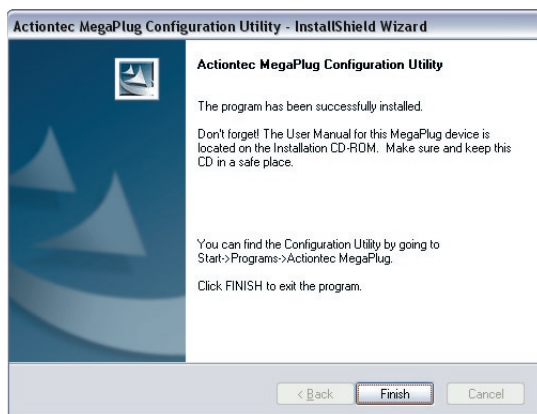 Actiontec MegaPlug Configuration Utility - InstallShield Wizard
Actiontec MegaPlug Configuration Utility
The program has been successfully installed.
Don't forget! The User Manual for this MegaPlug device is
located on the Installation CD-ROM.  Make sure and keep this
CD in a safe place.
You can find the Configuration Utility by going to
Start->Programs->Actiontec MegaPlug.
Click FINISH to exit the program.
< Back
Finish
Cancel